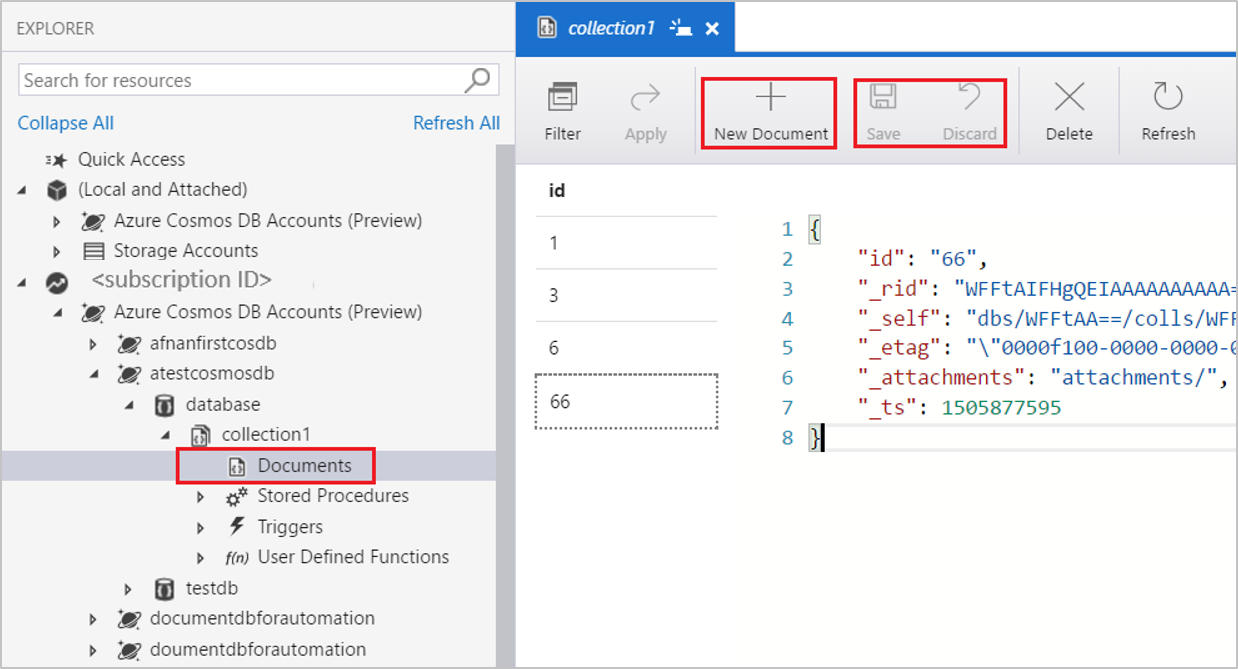 EXPLORER
Search for resources
Collapse All
Refresh All
Quick Access
(Local and Attached)
Azure Cosmos DB Accounts (Preview)
Storage Accounts
<subscription ID>
Azure Cosmos DB Accounts (Preview)
afnanfirstcosdb
atestcosmosdb
database
collection1
Documents
Stored Procedures
Triggers
f(n) User Defined Functions
testdb
documentdbforautomation
doumentdbforautomation
collection1
Filter
Apply
New Document
Save
Discard
Delete
Refresh
id
1
3
6
66
1 {
2 "id": "66",
3 "_rid": "WFFtAIFHgQEIAAAAAAAAAA=
4 "_self": "dbs/WFFtAA==/colls/WFF
5 "_etag": "\"0000f100-0000-0000-0
6 "_attachments": "attachments/",
7 "_ts": 1505877595
8 }